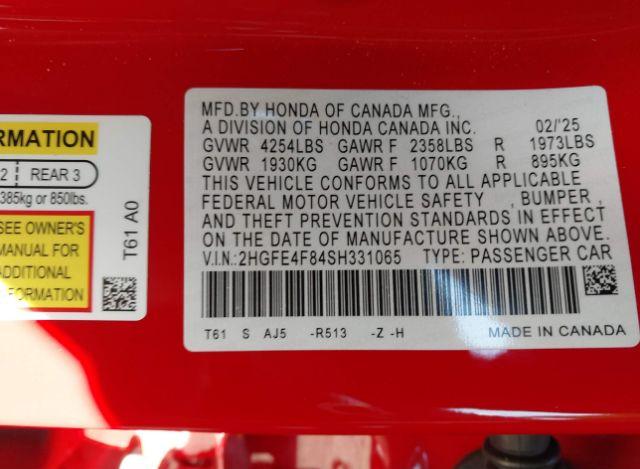 RMATION
2 REAR 3
385kg or 850lbs.
SEE OWNER'S
MANUAL FOR
ADDITIONAL
FORMATION
T61 A0
MFD.BY HONDA OF CANADA MFG.,
A DIVISION OF HONDA CANADA INC. 02/'25
GVWR 4254LBS GAWR F 2358LBS R 1973LBS
GVWR 1930KG GAWR F 1070KG R 895KG
THIS VEHICLE CONFORMS TO ALL APPLICABLE
FEDERAL MOTOR VEHICLE SAFETY , BUMPER ,
AND THEFT PREVENTION STANDARDS IN EFFECT
ON THE DATE OF MANUFACTURE SHOWN ABOVE.
V.I.N:2HGFE4F84SH331065 TYPE: PASSENGER CAR
T61 S AJ5 -R513 -Z -H MADE IN CANADA